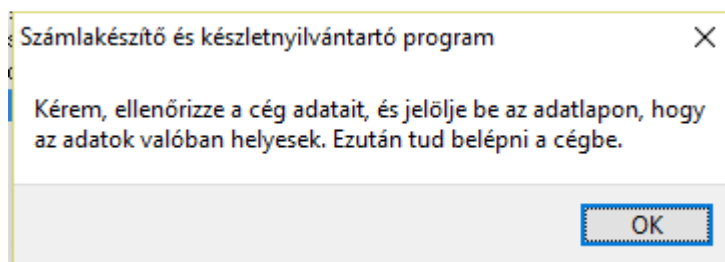 Számlakészítő és készletnyilvántartó program
Kérem, ellenőrizze a cég adatait, és jelölje be az adatlapon, hogy
az adatok valóban helyesek. Ezután tud belépni a cégbe.
OK